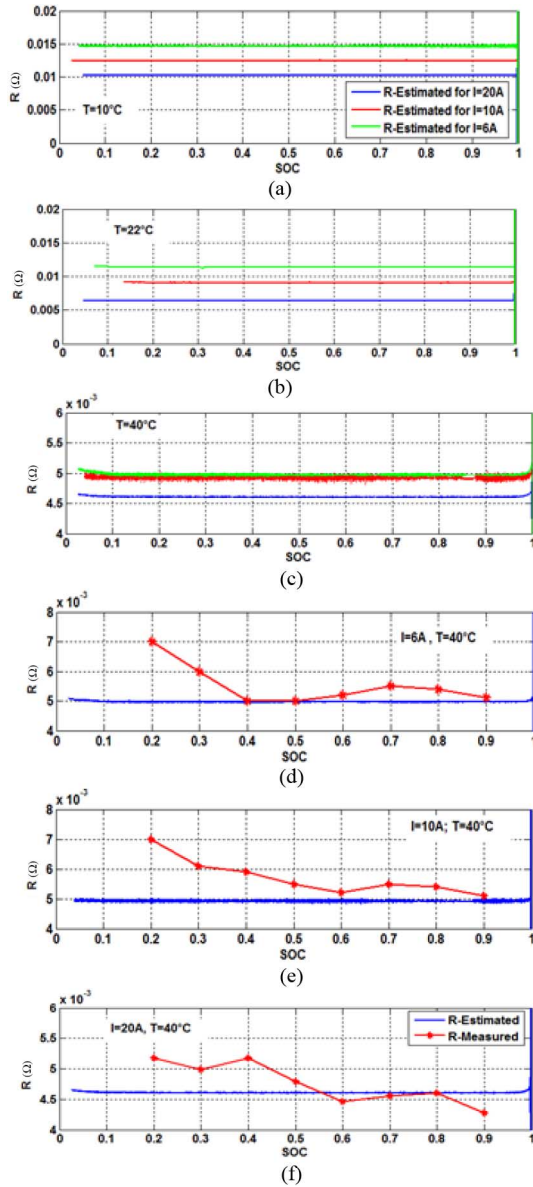 0.02
0.015
0.01
0.005
0
R (Ω)
T=10°C
R-Estimated for I=20A
R-Estimated for I=10A
R-Estimated for I=6A
0 0.1 0.2 0.3 0.4 0.5 0.6 0.7 0.8 0.9 1
SOC
(a)
0.02
0.015
0.01
0.005
0
R (Ω)
T=22°C
0.1 0.2 0.3 0.4 0.5 0.6 0.7 0.8 0.9 1
SOC
(b)
x 10⁻³
6
5.5
5
4.5
4
R (Ω)
T=40°C
0 0.1 0.2 0.3 0.4 0.5 0.6 0.7 0.8 0.9 1
SOC
(c)
x 10⁻³
8
7
6
5
4
R (Ω)
I=6A , T=40°C
0 0.1 0.2 0.3 0.4 0.5 0.6 0.7 0.8 0.9 1
SOC
(d)
x 10⁻³
8
7
6
5
4
R (Ω)
I=10A; T=40°C
0 0.1 0.2 0.3 0.4 0.5 0.6 0.7 0.8 0.9 1
SOC
(e)
x 10⁻³
6
5.5
5
4.5
4
R (Ω)
I=20A, T=40°C
R-Estimated
R-Measured
0 0.1 0.2 0.3 0.4 0.5 0.6 0.7 0.8 0.9 1
SOC
(f)